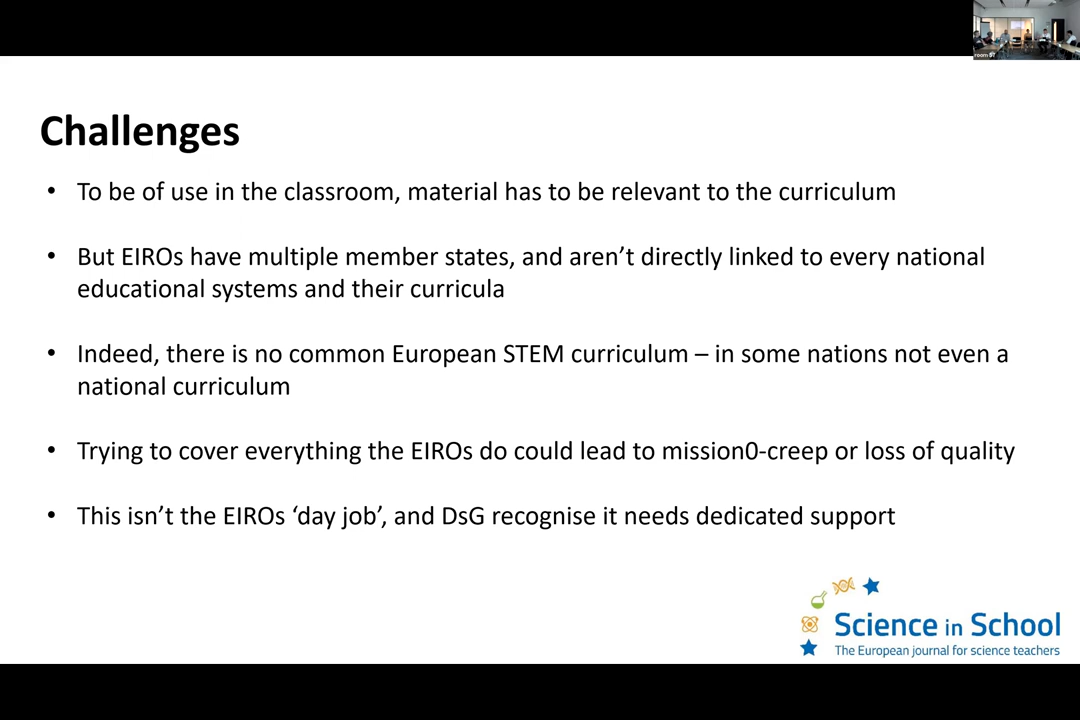 Challenges
• To be of use in the classroom, material has to be relevant to the curriculum
• But EIROs have multiple member states, and aren’t directly linked to every national
educational systems and their curricula
• Indeed, there is no common European STEM curriculum – in some nations not even a
national curriculum
• Trying to cover everything the EIROs do could lead to mission0-creep or loss of quality
• This isn’t the EIROs ‘day job’, and DsG recognise it needs dedicated support
Science in School
The European journal for science teachers